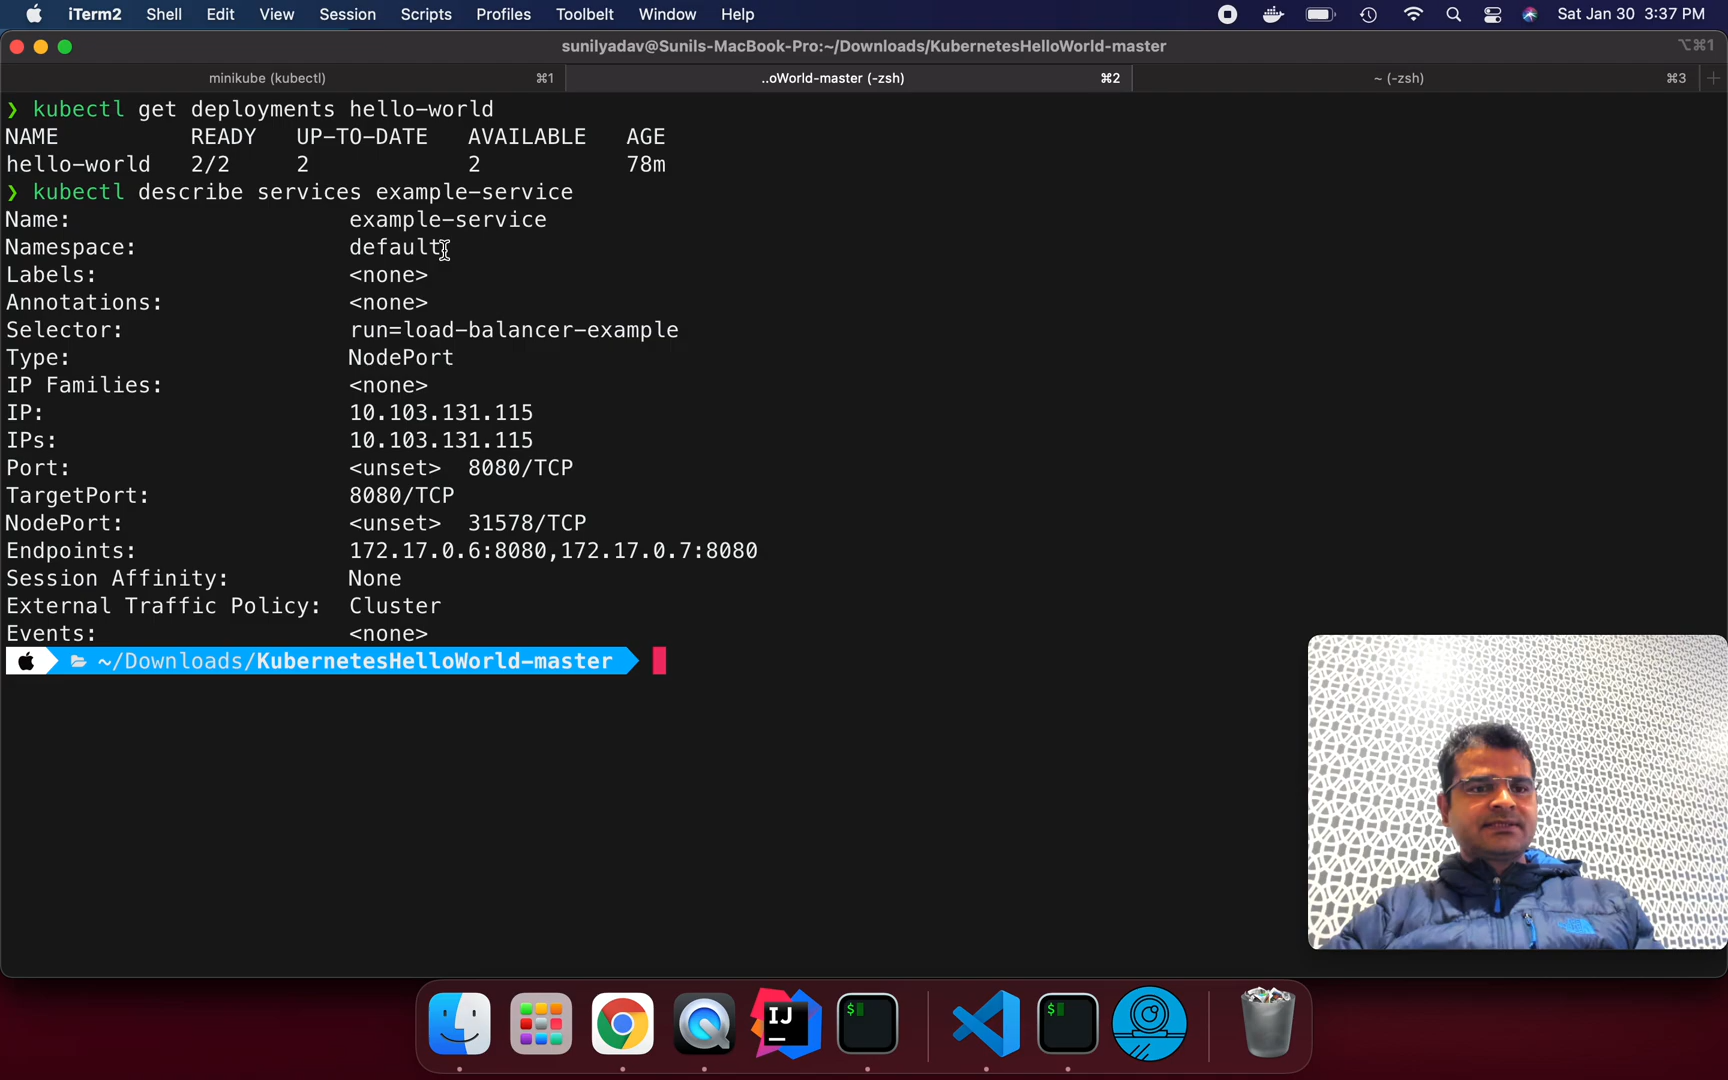 iTerm2 Shell Edit View Session Scripts Profiles Toolbelt Window Help Sat Jan 30 3:37 PM
sunilyadav@Sunils-MacBook-Pro:~/Downloads/KubernetesHelloWorld-master ⌥⌘1
minikube (kubectl) ⌘1 ..oWorld-master (-zsh) ⌘2 ~ (-zsh) ⌘3
❯ kubectl get deployments hello-world
NAME READY UP-TO-DATE AVAILABLE AGE
hello-world 2/2 2 2 78m
❯ kubectl describe services example-service
Name: example-service
Namespace: default
Labels: <none>
Annotations: <none>
Selector: run=load-balancer-example
Type: NodePort
IP Families: <none>
IP: 10.103.131.115
IPs: 10.103.131.115
Port: <unset> 8080/TCP
TargetPort: 8080/TCP
NodePort: <unset> 31578/TCP
Endpoints: 172.17.0.6:8080,172.17.0.7:8080
Session Affinity: None
External Traffic Policy: Cluster
Events: <none>
~/Downloads/KubernetesHelloWorld-master
$ IJ $